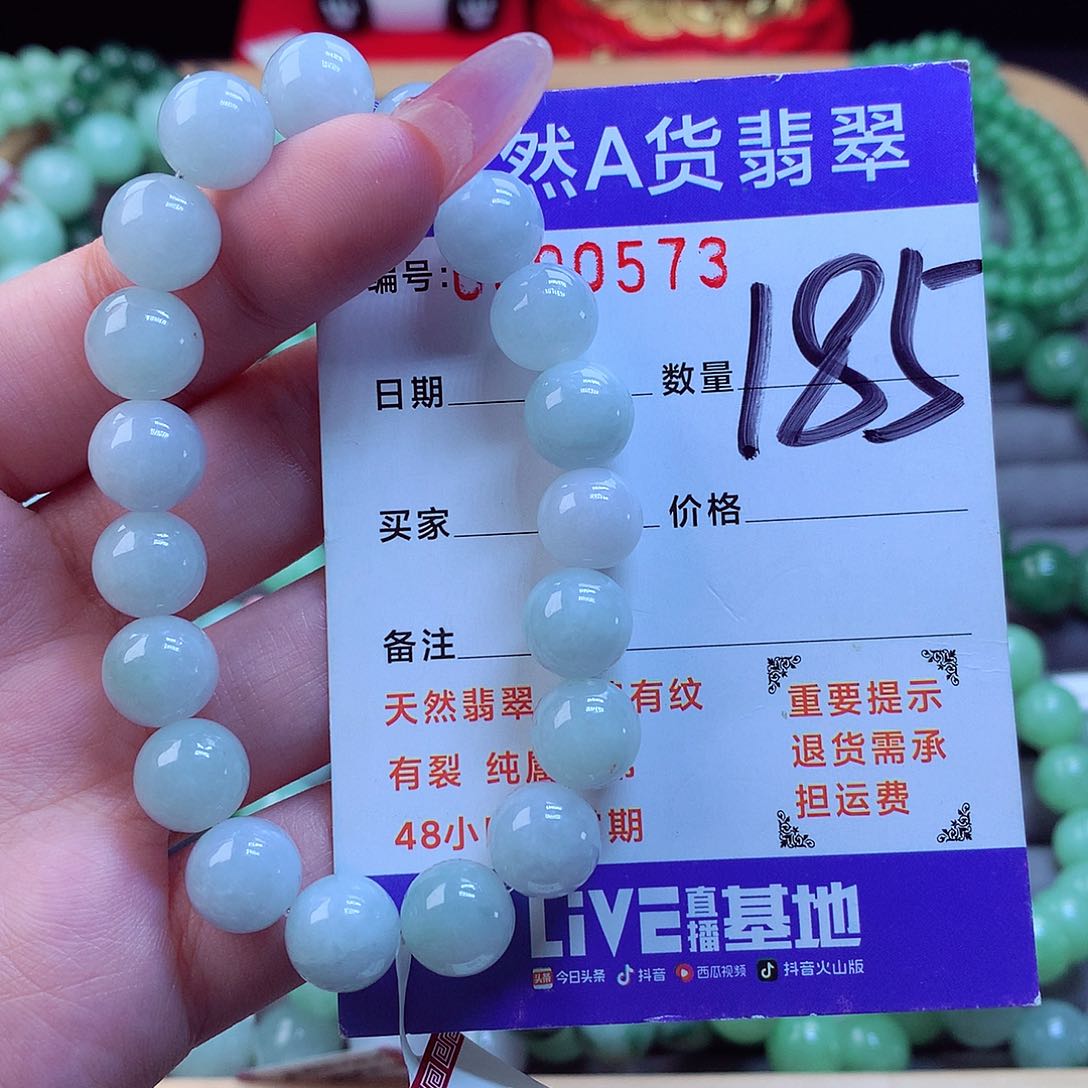 然A货翡翠
编号: 00573
185
日期 数量
买家 价格
备注
天然翡翠 有纹
有裂 纯属
48小 期
重要提示
退货需承
担运费
LiVE直播基地
头条 今日头条 抖音 西瓜视频 抖音火山版